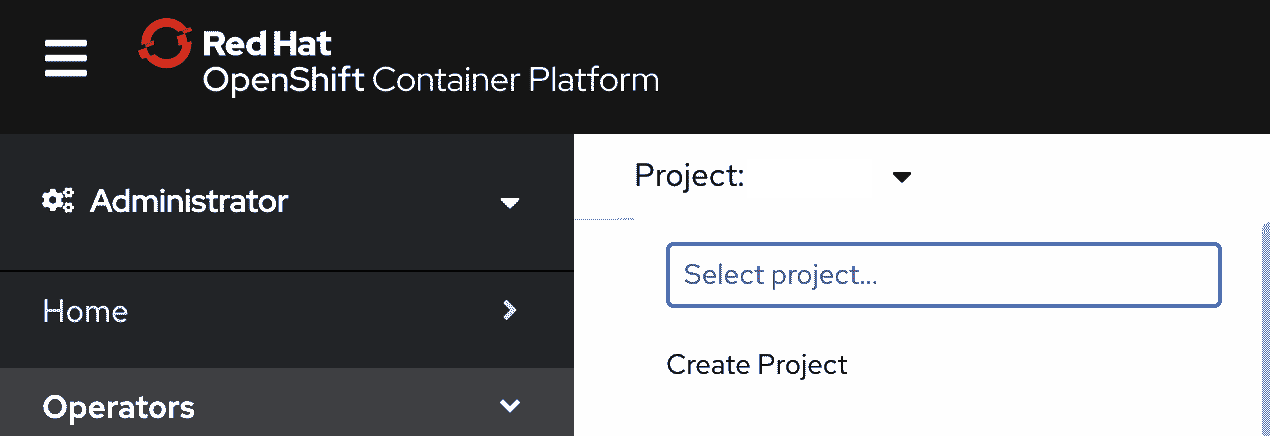 Red Hat
OpenShift Container Platform
Administrator
Project:
Select project...
Home
Create Project
Operators